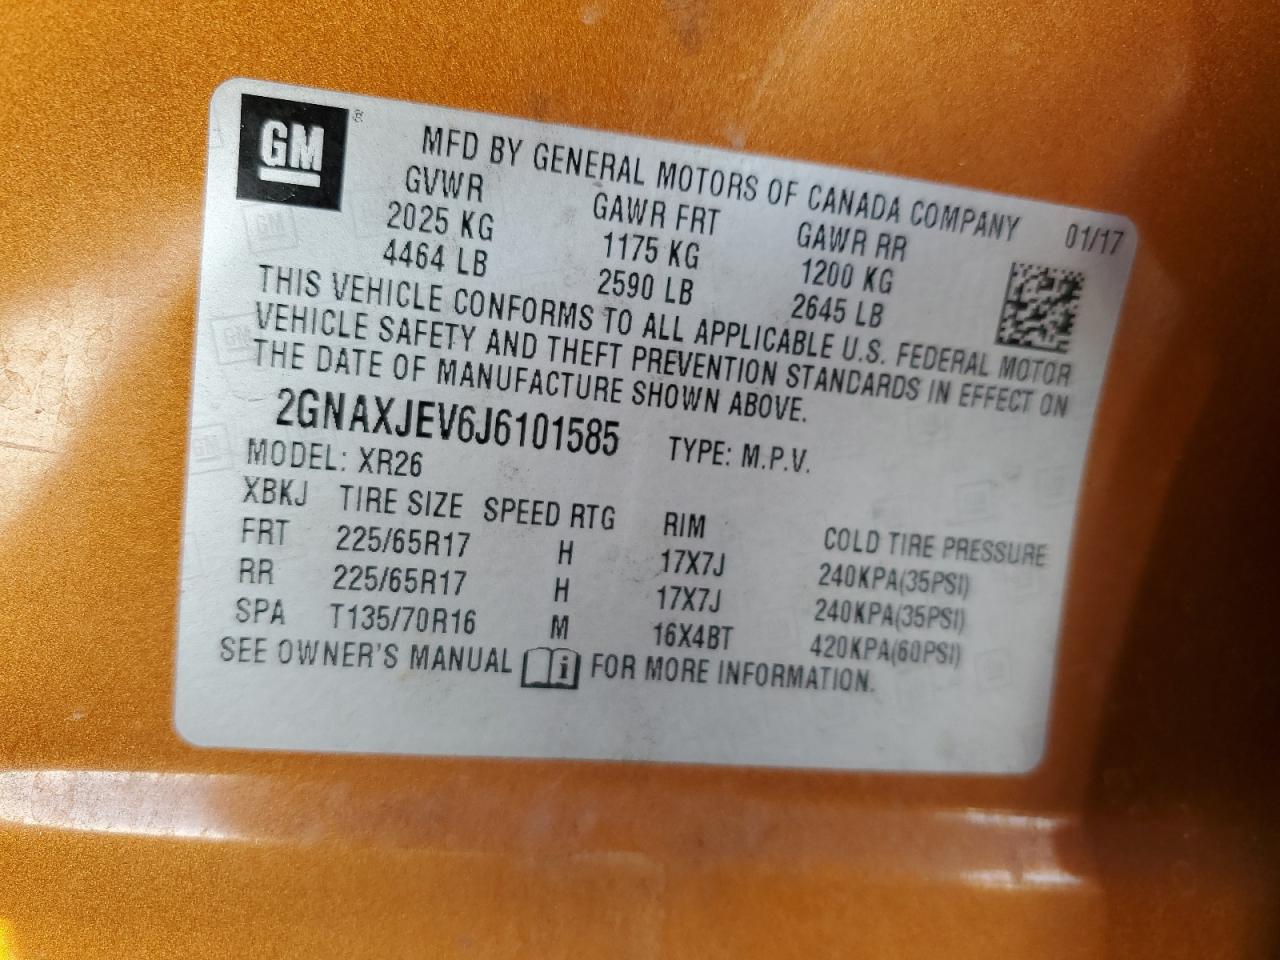 GM ®
MFD BY GENERAL MOTORS OF CANADA COMPANY 01/17
GVWR GAWR FRT GAWR RR
2025 KG 1175 KG 1200 KG
4464 LB 2590 LB 2645 LB
THIS VEHICLE CONFORMS TO ALL APPLICABLE U.S. FEDERAL MOTOR
VEHICLE SAFETY AND THEFT PREVENTION STANDARDS IN EFFECT ON
THE DATE OF MANUFACTURE SHOWN ABOVE.
2GNAXJEV6J6101585 TYPE: M.P.V.
MODEL: XR26
XBKJ TIRE SIZE SPEED RTG RIM COLD TIRE PRESSURE
FRT 225/65R17 H 17X7J 240KPA(35PSI)
RR 225/65R17 H 17X7J 240KPA(35PSI)
SPA T135/70R16 M 16X4BT 420KPA(60PSI)
SEE OWNER'S MANUAL i FOR MORE INFORMATION.